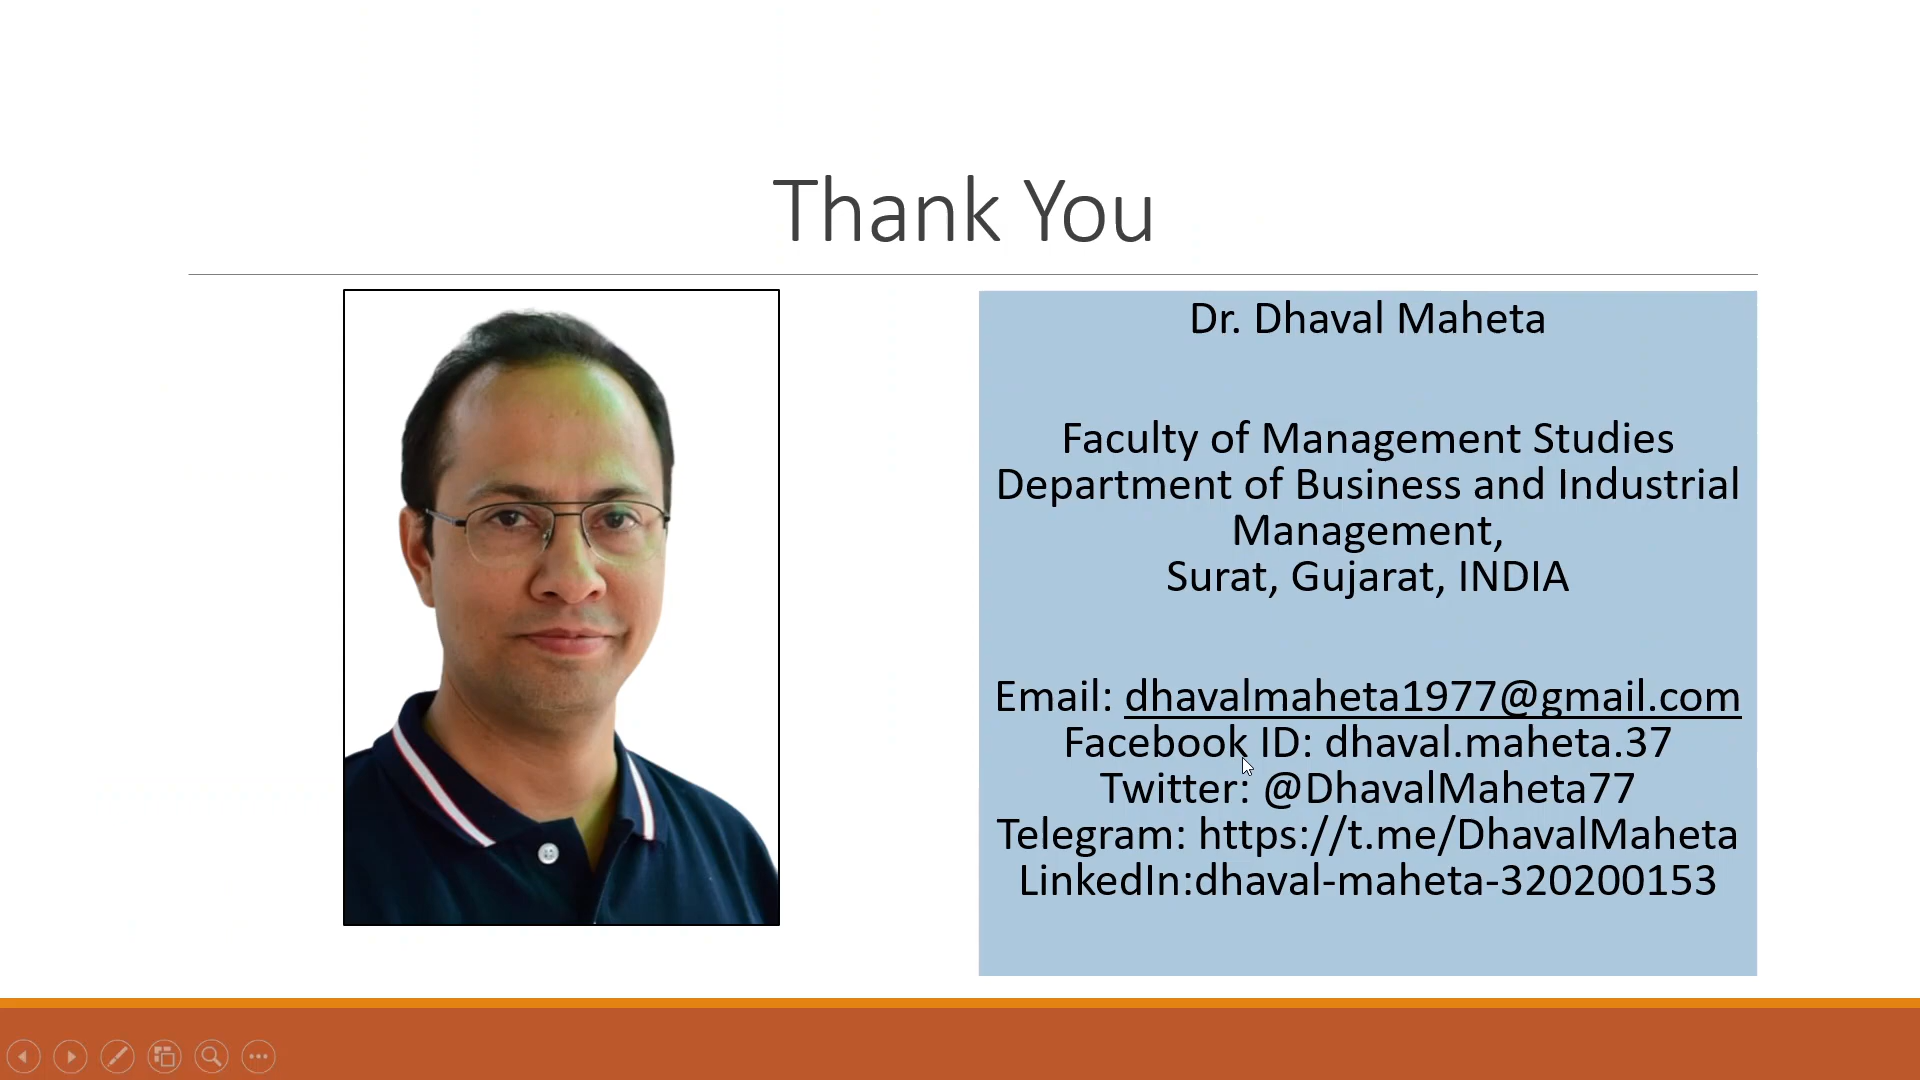 Thank You
Dr. Dhaval Maheta
Faculty of Management Studies
Department of Business and Industrial
Management,
Surat, Gujarat, INDIA
Email: dhavalmaheta1977@gmail.com
Facebook ID: dhaval.maheta.37
Twitter: @DhavalMaheta77
Telegram: https://t.me/DhavalMaheta
LinkedIn:dhaval-maheta-320200153